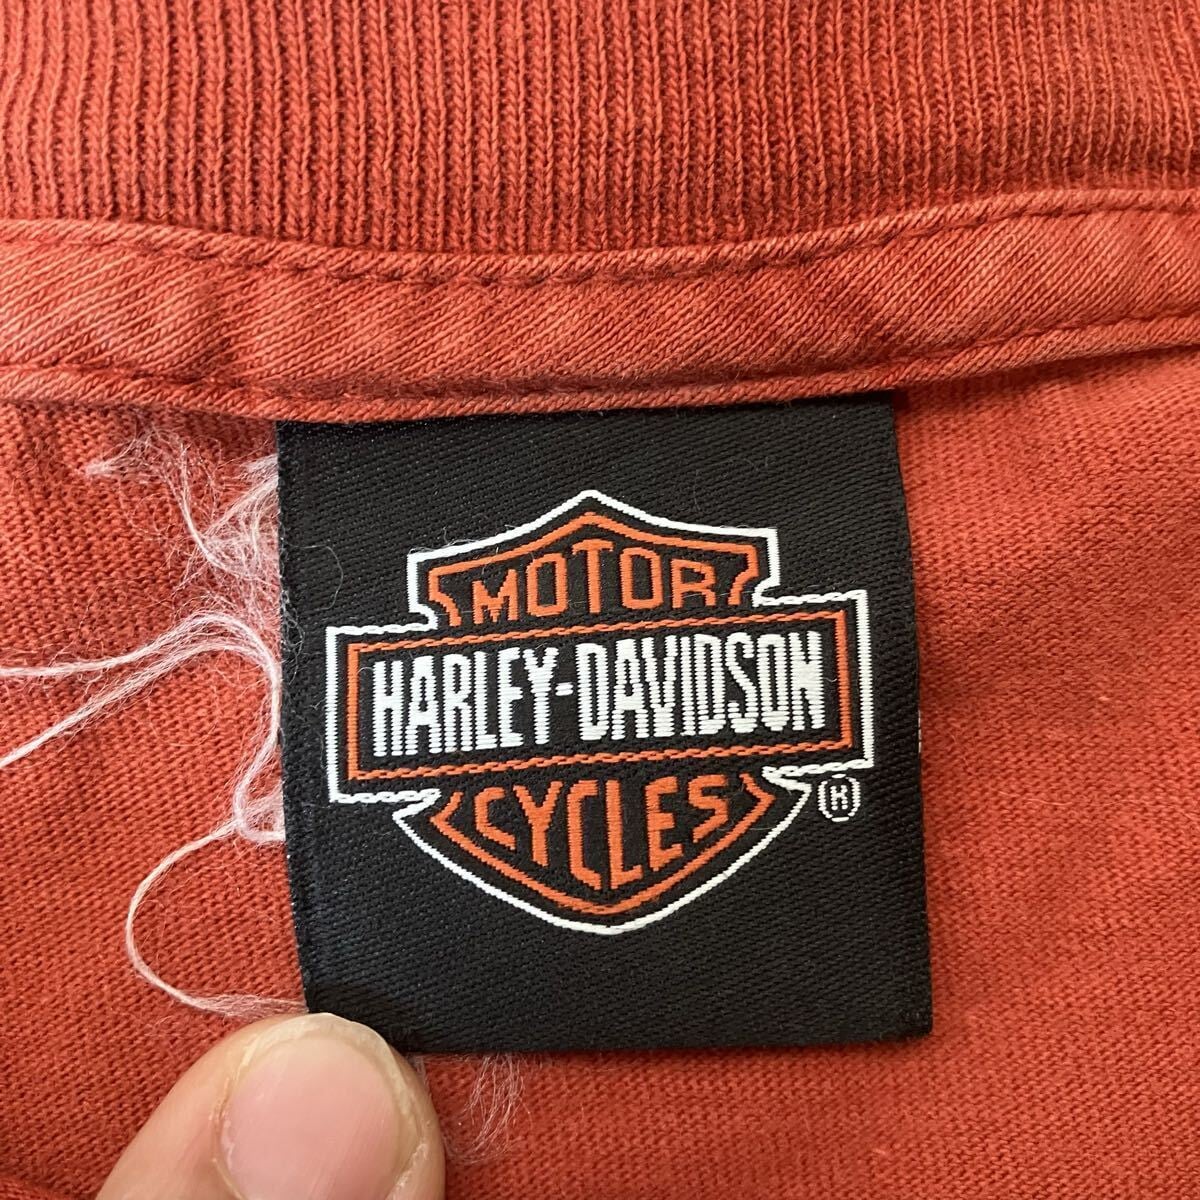 MOTOR
HARLEY-DAVIDSON
CYCLES
®